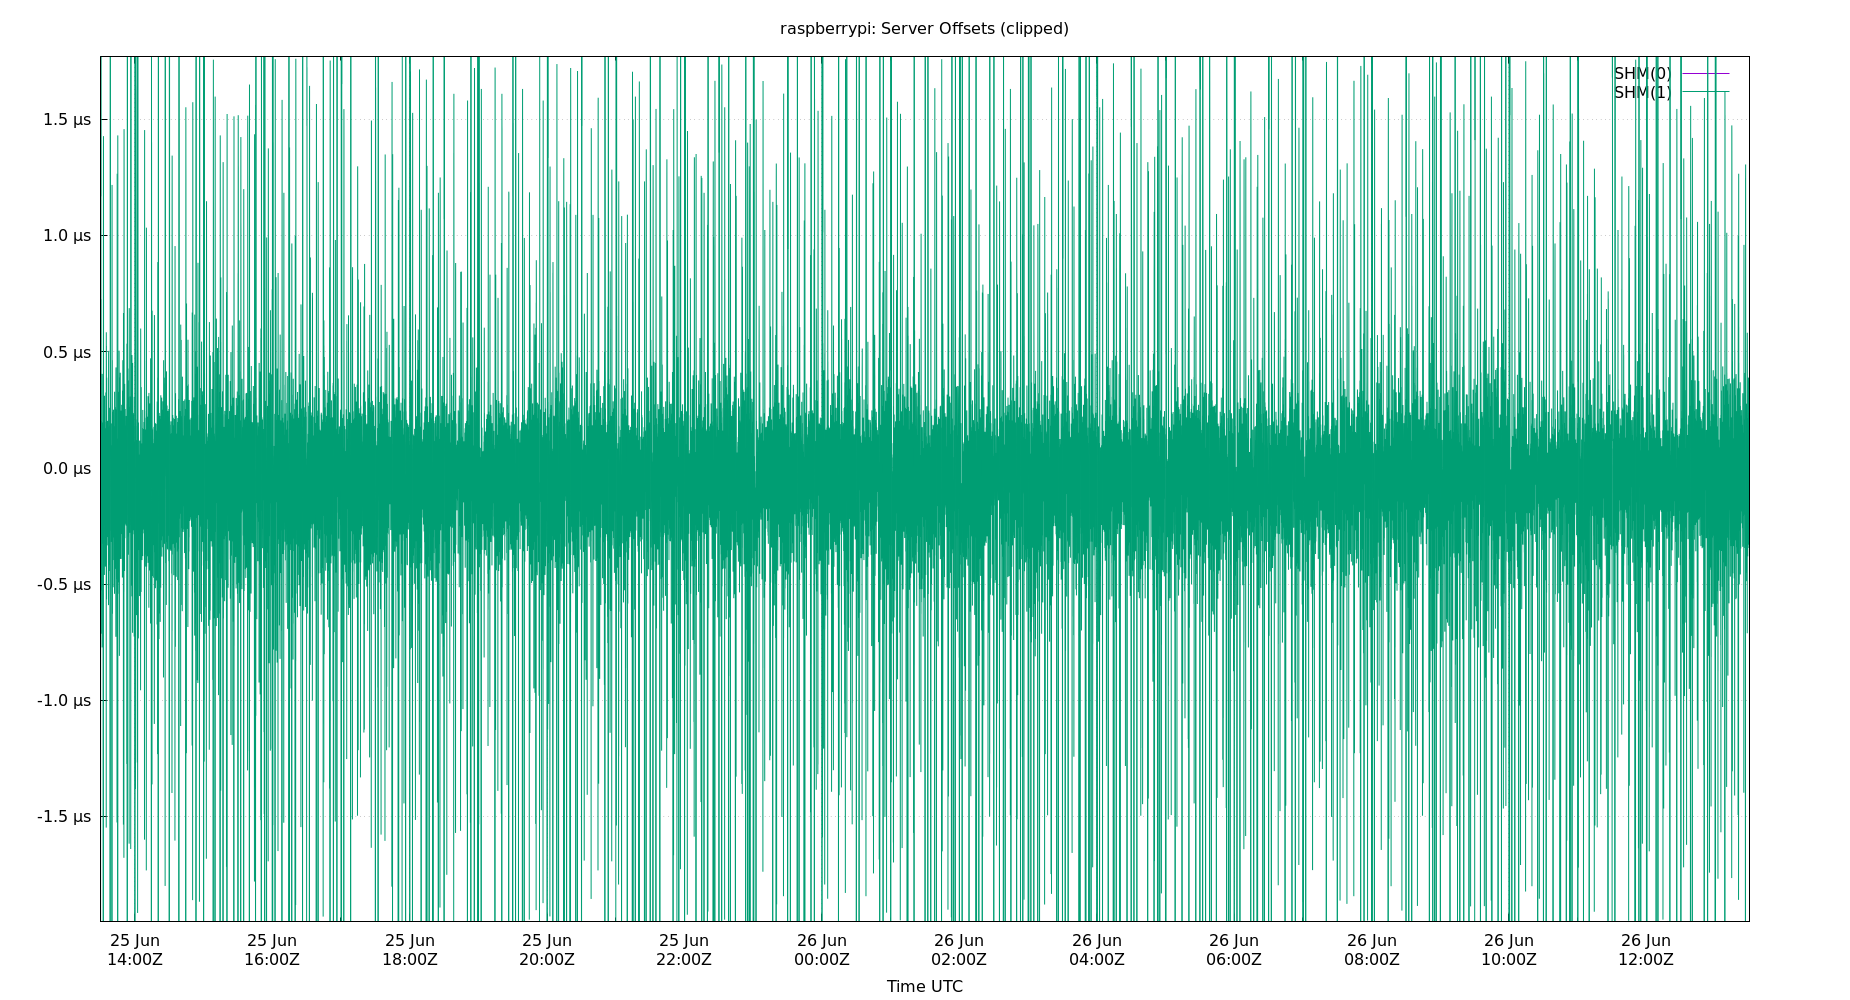 raspberrypi: Server Offsets (clipped)
SHM(0)
SHM(1)
1.5 µs
1.0 µs
0.5 µs
0.0 µs
-0.5 µs
-1.0 µs
-1.5 µs
25 Jun 25 Jun 25 Jun 25 Jun 25 Jun 26 Jun 26 Jun 26 Jun 26 Jun 26 Jun 26 Jun 26 Jun
14:00Z 16:00Z 18:00Z 20:00Z 22:00Z 00:00Z 02:00Z 04:00Z 06:00Z 08:00Z 10:00Z 12:00Z
Time UTC